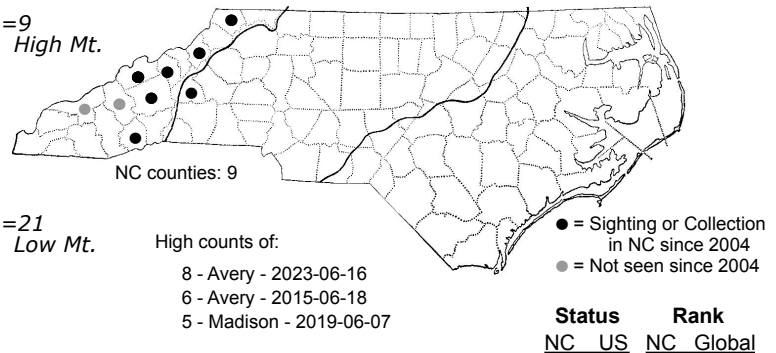 =9
High Mt.
NC counties: 9
=21
Low Mt.
High counts of:
8 - Avery - 2023-06-16
6 - Avery - 2015-06-18
5 - Madison - 2019-06-07
● = Sighting or Collection
in NC since 2004
● = Not seen since 2004
Status Rank
NC US NC Global